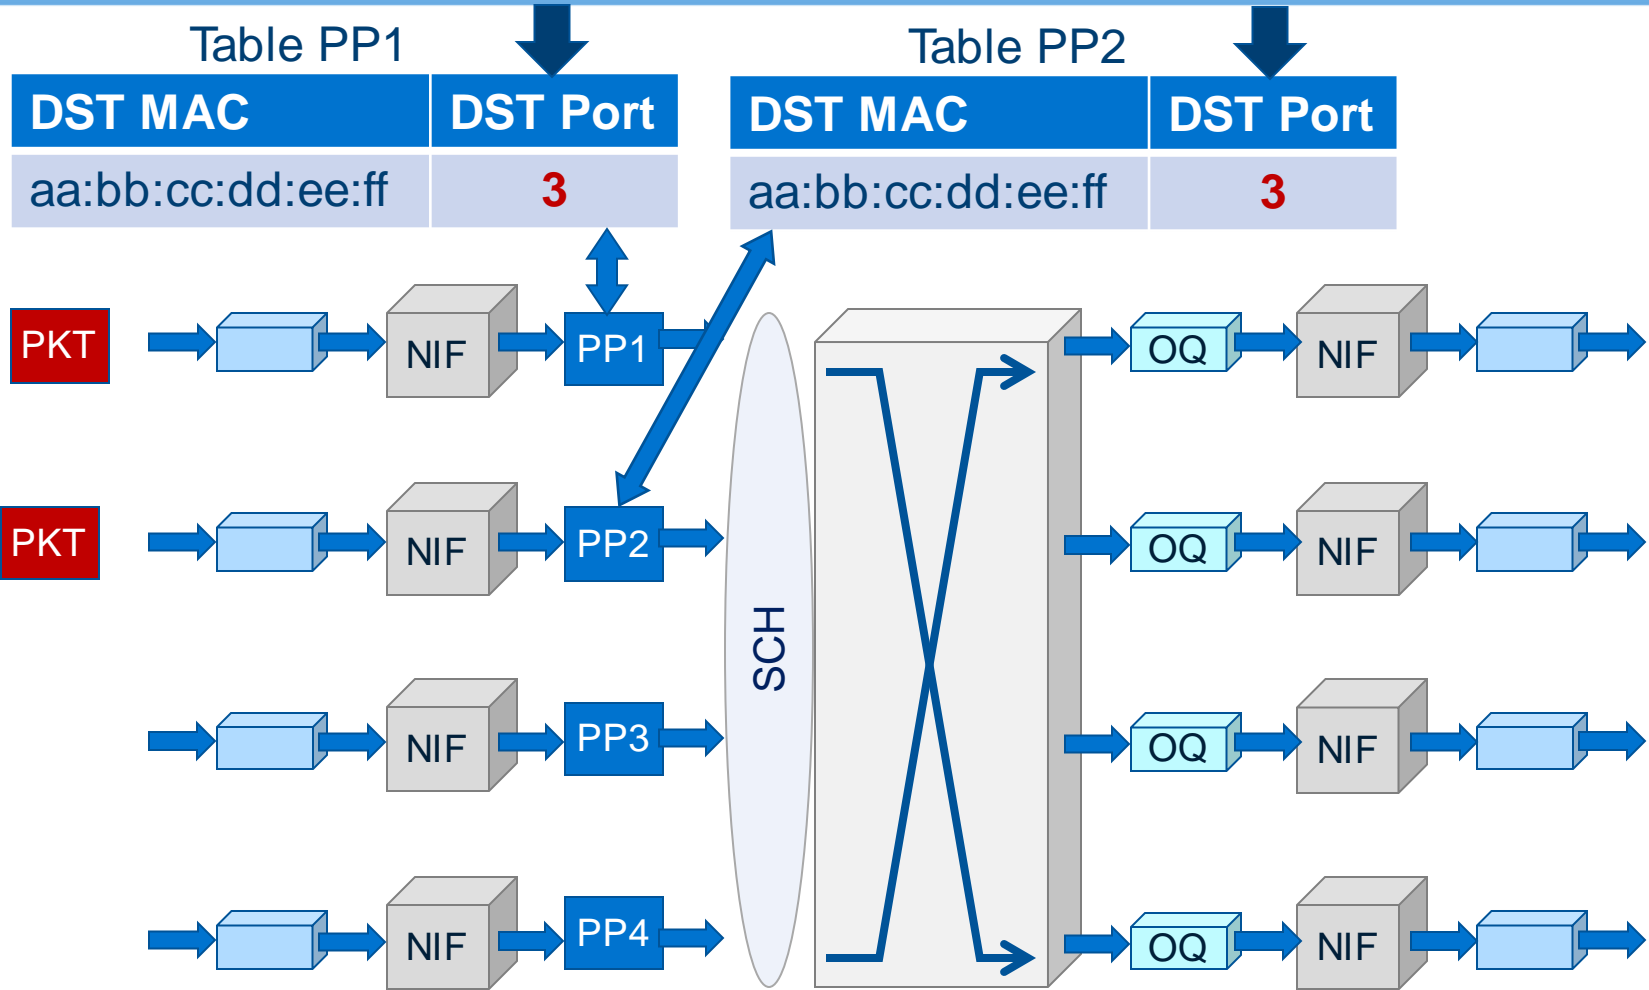 Table PP1
Table PP2
DST MAC DST Port
DST MAC DST Port
aa:bb:cc:dd:ee:ff 3
aa:bb:cc:dd:ee:ff 3
PKT NIF PP1 OQ NIF
PKT NIF PP2 OQ NIF
SCH
NIF PP3 OQ NIF
NIF PP4 OQ NIF